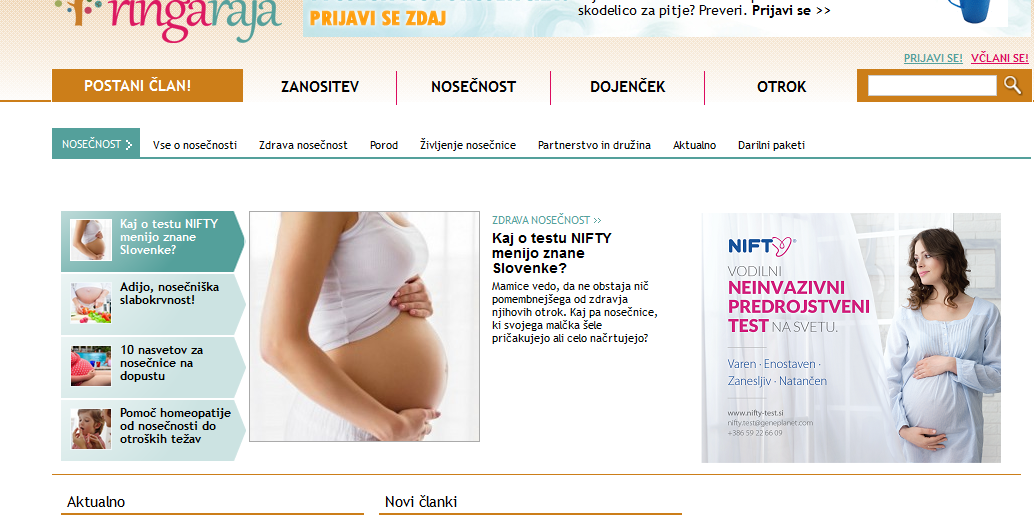 ringaraja
PRIJAVI SE ZDAJ
skodelico za pitje? Preveri. Prijavi se >>
PRIJAVI SE! VČLANI SE!
POSTANI ČLAN!
ZANOSITEV
NOSEČNOST
DOJENČEK
OTROK
NOSEČNOST
Vse o nosečnosti
Zdrava nosečnost
Porod
Življenje nosečnice
Partnerstvo in družina
Aktualno
Darilni paketi
Kaj o testu NIFTY
menijo znane
Slovenke?
Adijo, nosečniška
slabokrvnost!
10 nasvetov za
nosečnice na
dopustu
Pomoč homeopatije
od nosečnosti do
otroških težav
ZDRAVA NOSEČNOST >>
Kaj o testu NIFTY
menijo znane
Slovenke?
Mamice vedo, da ne obstaja nič
pomembnejšega od zdravja
njihovih otrok. Kaj pa nosečnice,
ki svojega malčka šele
pričakujejo ali celo načrtujejo?
NIFTY®
VODILNI
NEINVAZIVNI
PREDROJSTVENI
TEST NA SVETU.
Varen · Enostaven ·
Zanesljiv · Natančen
www.nifty-test.si
nifty.test@geneplanet.com
+386 59 22 66 09
Aktualno
Novi članki